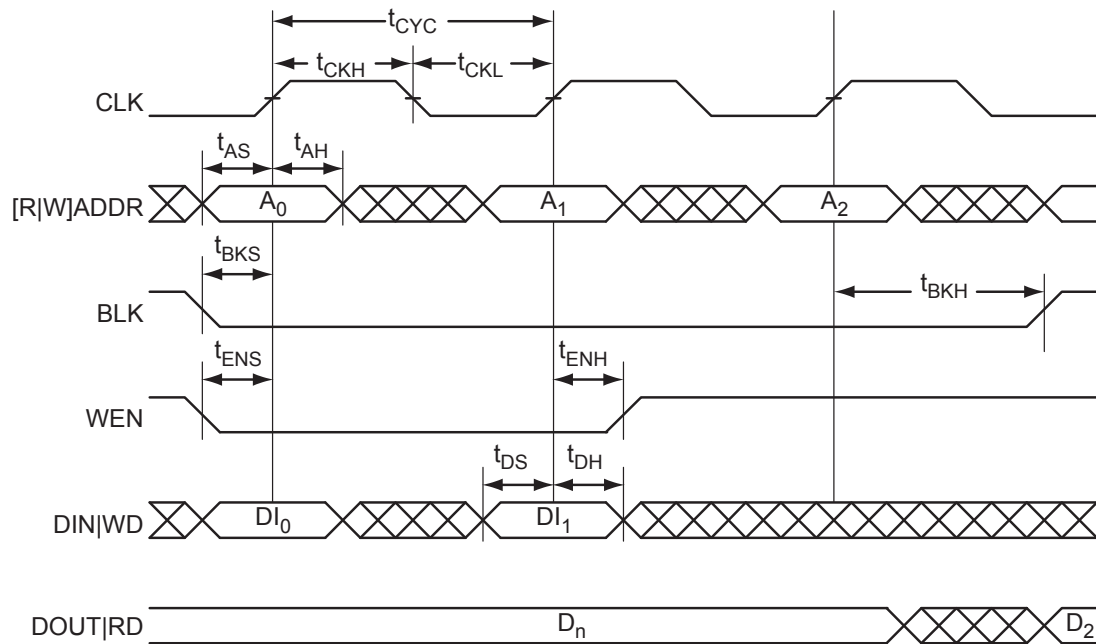 tCYC
tCKH tCKL
CLK
tAS tAH
[R|W]ADDR A0 A1 A2
tBKS
tBKH
BLK
tENS tENH
WEN
tDS tDH
DIN|WD DI0 DI1
DOUT|RD Dn D2